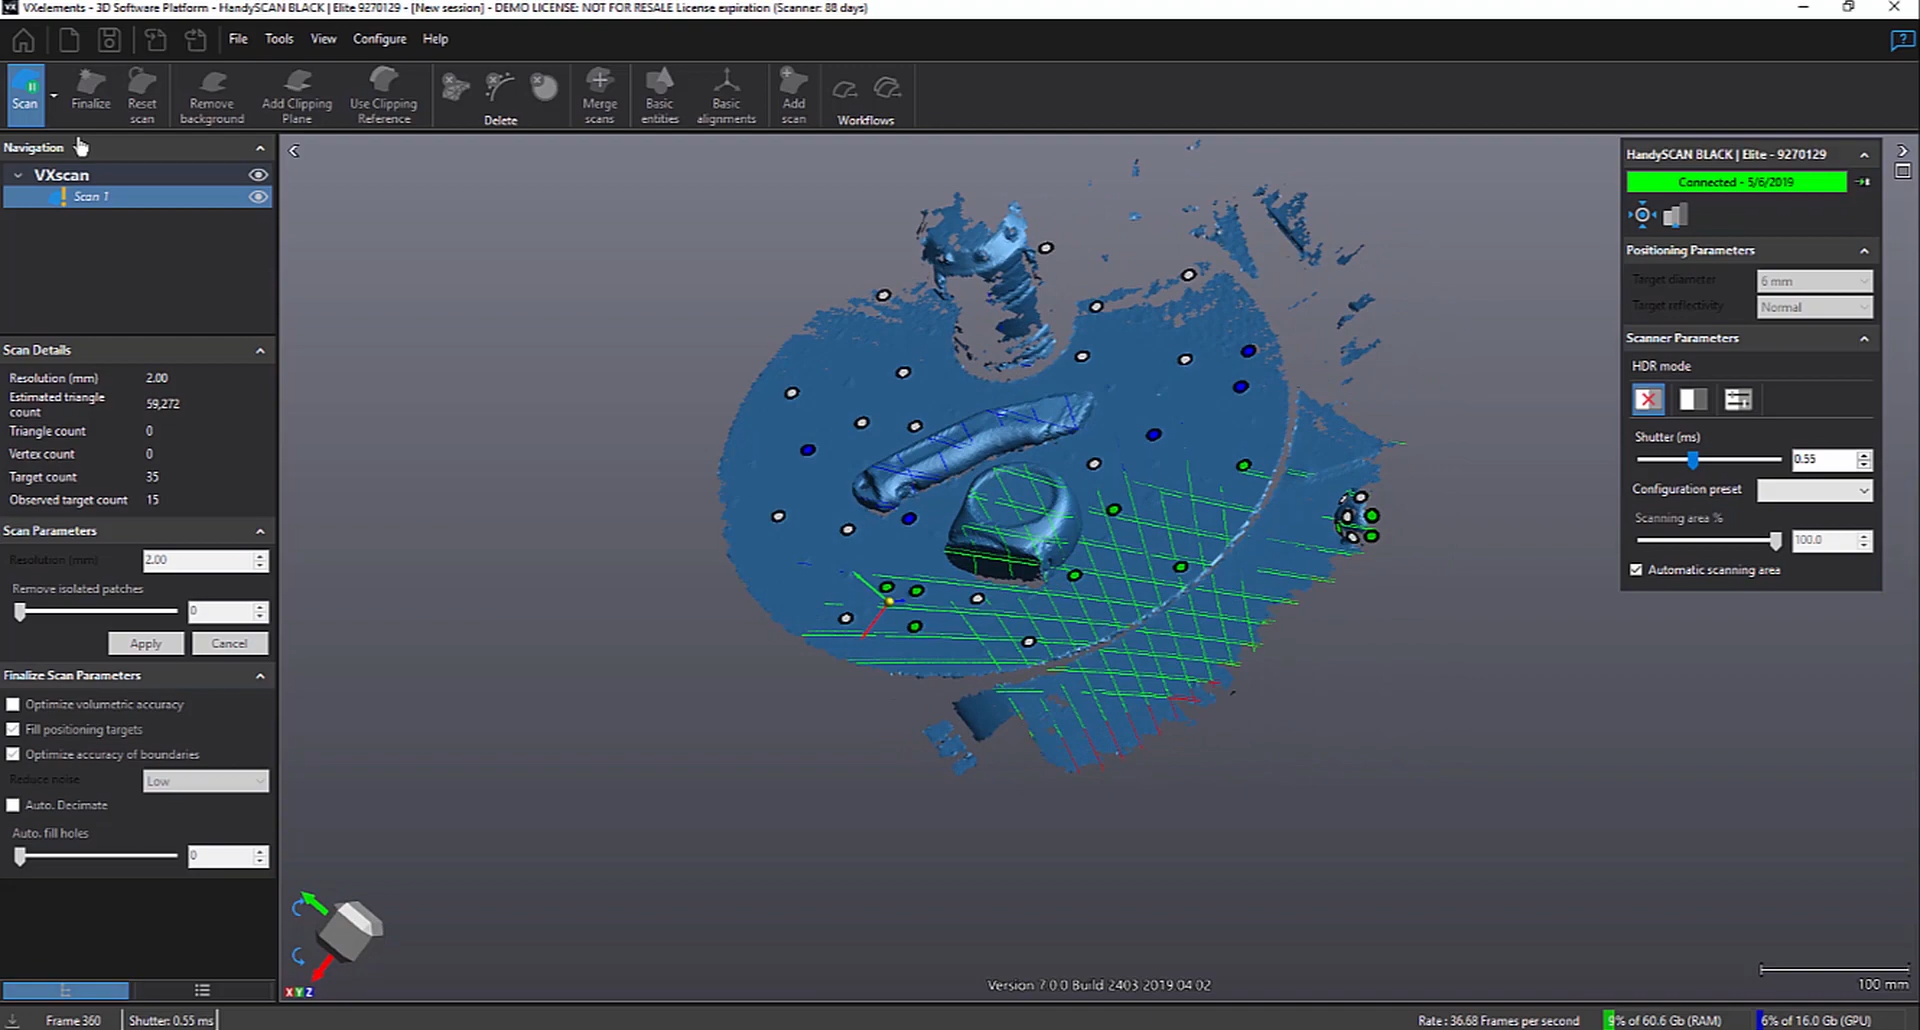 VXelements - 3D Software Platform - HandySCAN BLACK | Elite 9270129 - [New session] - DEMO LICENSE: NOT FOR RESALE License expiration (Scanner: 88 days)
File Tools View Configure Help
Scan Finalize Reset scan Remove background Add Clipping Plane Use Clipping Reference Delete Merge scans Basic entities Basic alignments Add scan Workflows
Navigation
VXscan
Scan 1
Scan Details
Resolution (mm) 2.00
Estimated triangle count 59,272
Triangle count 0
Vertex count 0
Target count 35
Observed target count 15
Scan Parameters
Resolution (mm) 2.00
Remove isolated patches
0
Apply Cancel
Finalize Scan Parameters
Optimize volumetric accuracy
Fill positioning targets
Optimize accuracy of boundaries
Reduce noise Low
Auto. Decimate
Auto. fill holes
0
HandySCAN BLACK | Elite - 9270129
Connected - 5/6/2019
Positioning Parameters
Target diameter 6 mm
Target reflectivity Normal
Scanner Parameters
HDR mode
Shutter (ms)
0.55
Configuration preset
Scanning area %
100.0
Automatic scanning area
X Y Z
Version 7.0.0 Build 2403 2019 04 02
100 mm
Frame 360 Shutter: 0.55 ms
Rate : 36.68 Frames per second 9% of 60.6 Gb (RAM) 6% of 16.0 Gb (GPU)